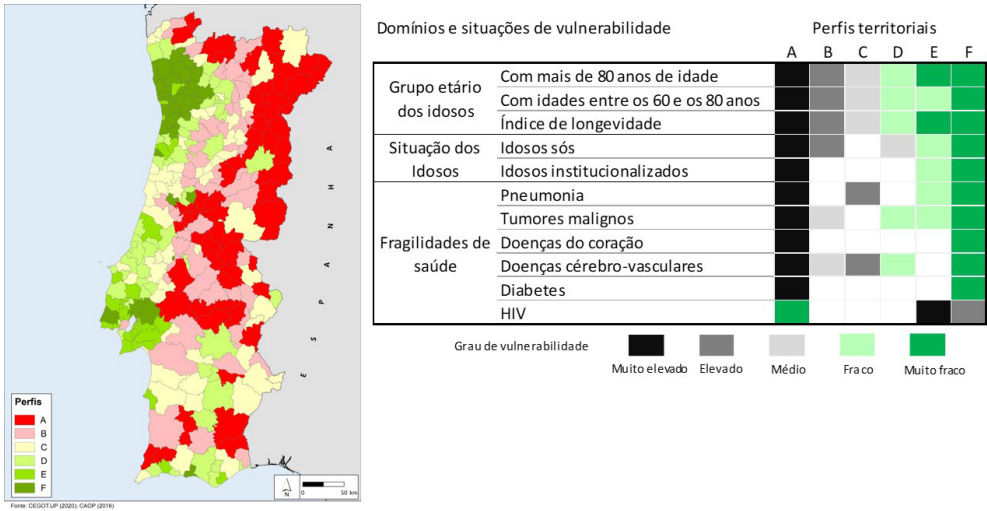 Domínios e situações de vulnerabilidade
Perfis territoriais
A B C D E F
Grupo etário dos idosos
Com mais de 80 anos de idade
Com idades entre os 60 e os 80 anos
Índice de longevidade
Situação dos Idosos
Idosos sós
Idosos institucionalizados
Fragilidades de saúde
Pneumonia
Tumores malignos
Doenças do coração
Doenças cérebro-vasculares
Diabetes
HIV
Grau de vulnerabilidade
Muito elevado
Elevado
Médio
Fraco
Muito fraco
ESPANHA
Perfis
A
B
C
D
E
F
N
0 50 km
Fonte: CEGOT.UP (2020); CAOP (2016)